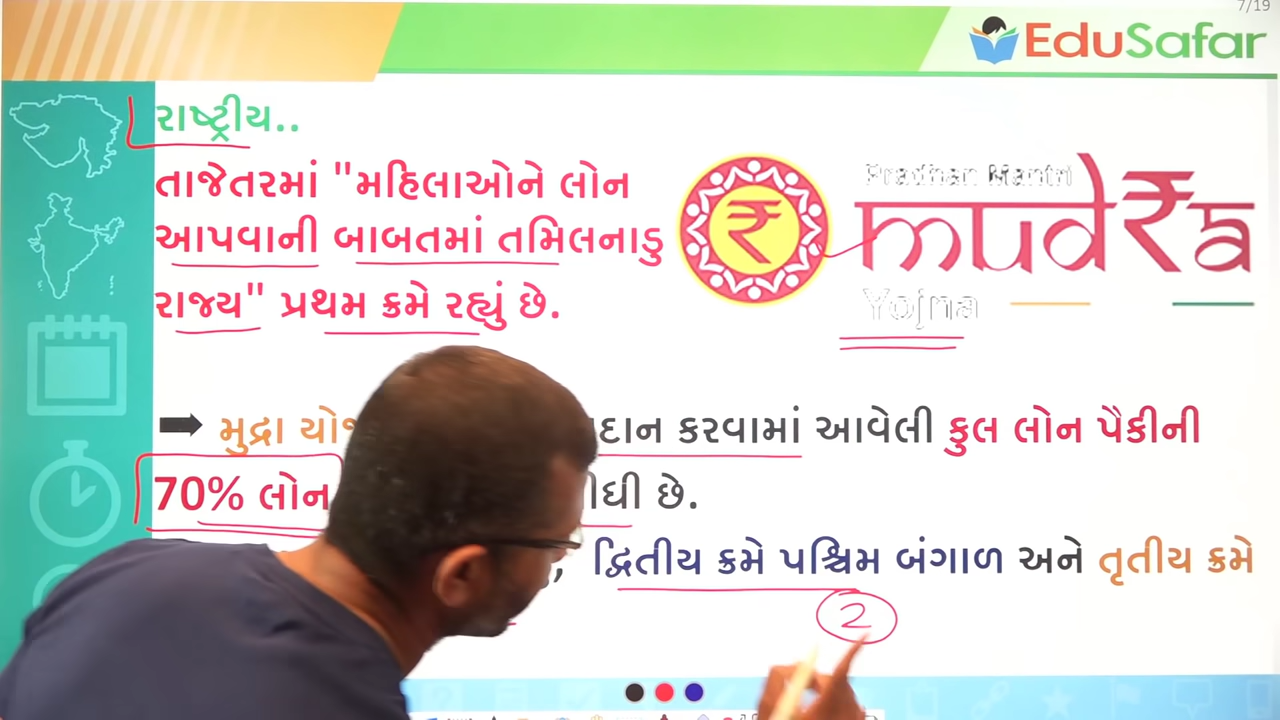 7/19
EduSafar
રાષ્ટ્રીય..
તાજેતરમાં "મહિલાઓને લોન
આપવાની બાબતમાં તમિલનાડુ
રાજ્ય" પ્રથમ ક્રમે રહ્યું છે.
Pradhan Mantri
mudRa
Yojna
➡ મુદ્રા કરવામાં આવેલી કુલ લોન પૈકીની
70% લોન છે.
દ્વિતીય ક્રમે પશ્ચિમ બંગાળ અને તૃતીય ક્રમે
2